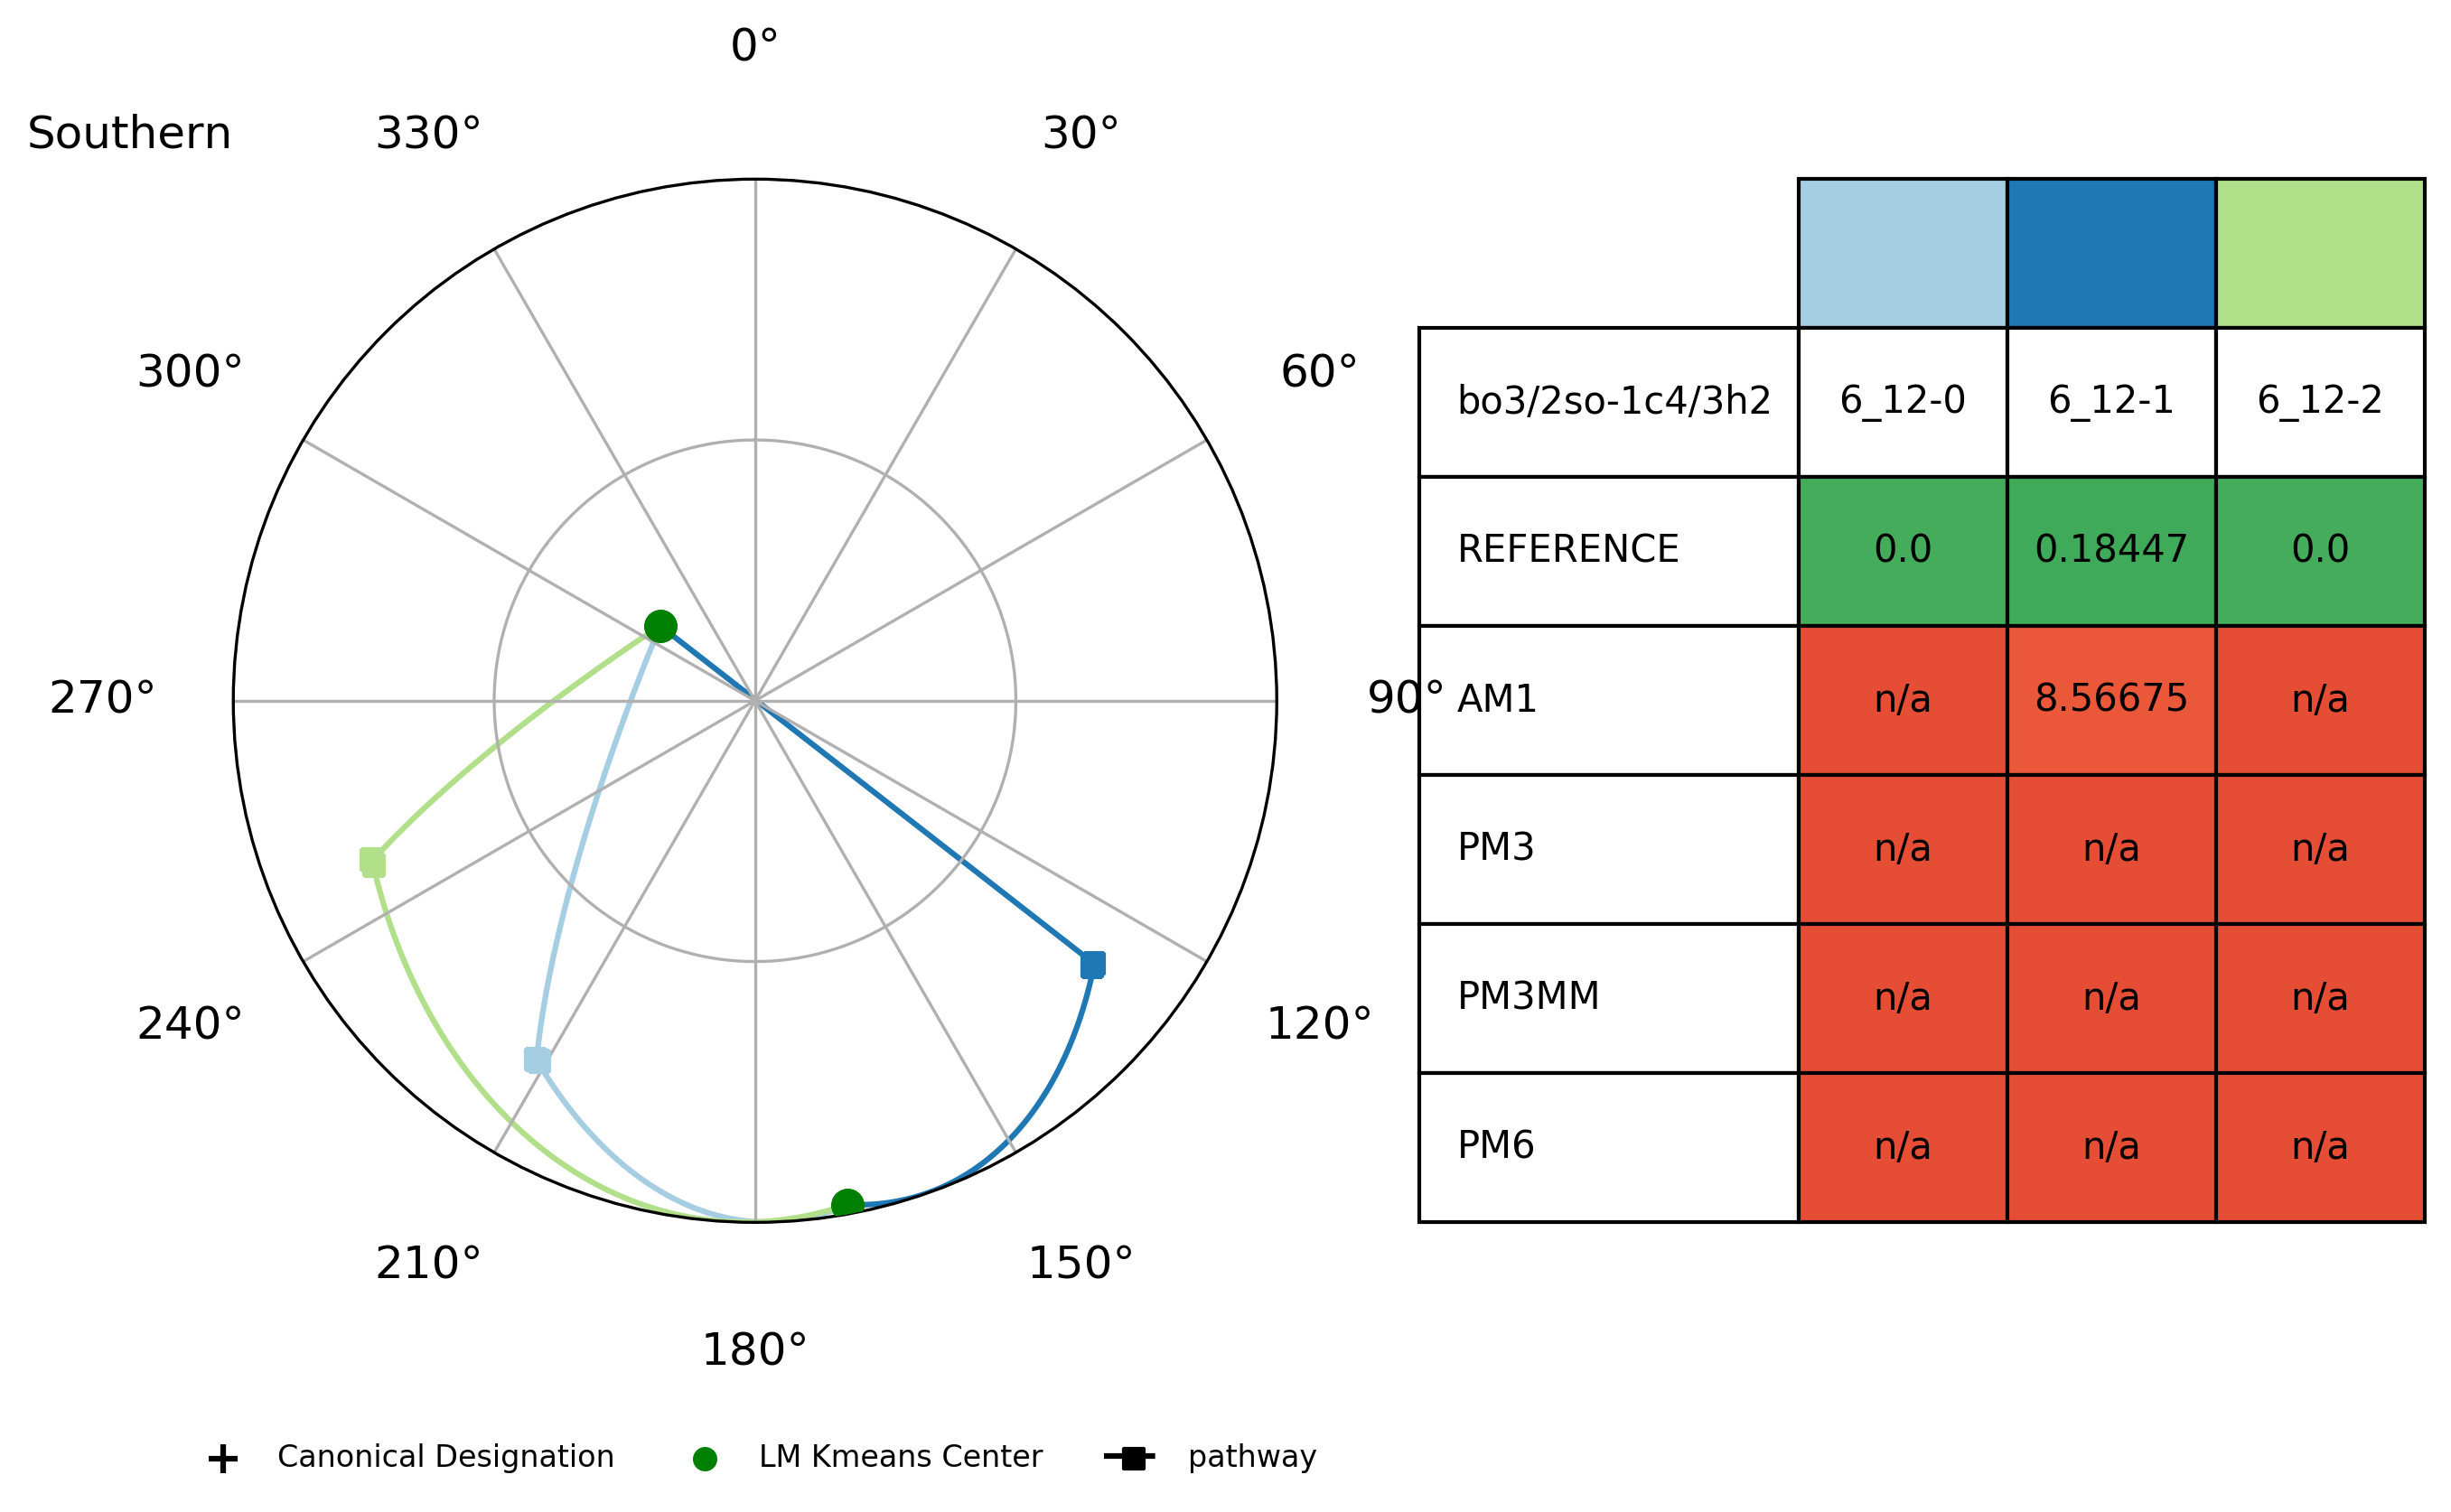 0°
Southern
330°
30°
300°
60°
270°
90°
240°
120°
210°
150°
180°
bo3/2so-1c4/3h2 6_12-0 6_12-1 6_12-2
REFERENCE 0.0 0.18447 0.0
AM1 n/a 8.56675 n/a
PM3 n/a n/a n/a
PM3MM n/a n/a n/a
PM6 n/a n/a n/a
Canonical Designation LM Kmeans Center pathway